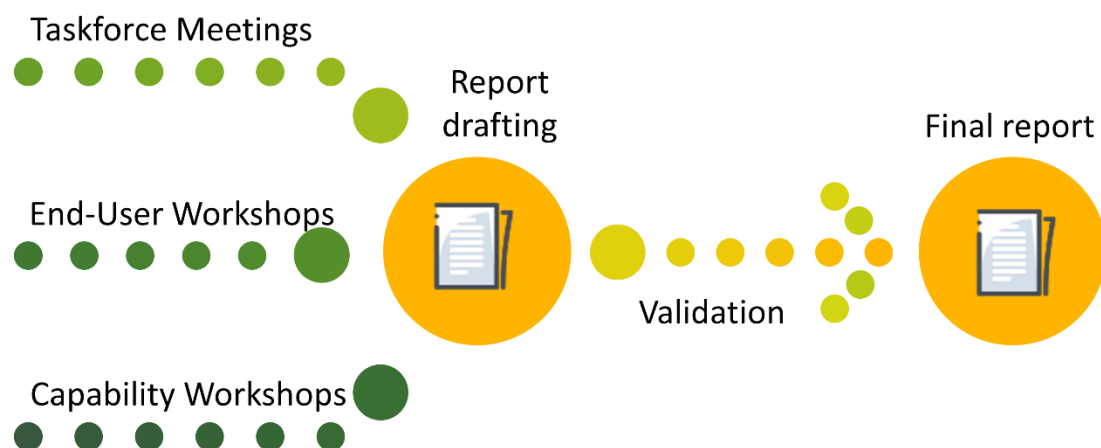 Taskforce Meetings
Report
drafting
Final report
End-User Workshops
Validation
Capability Workshops